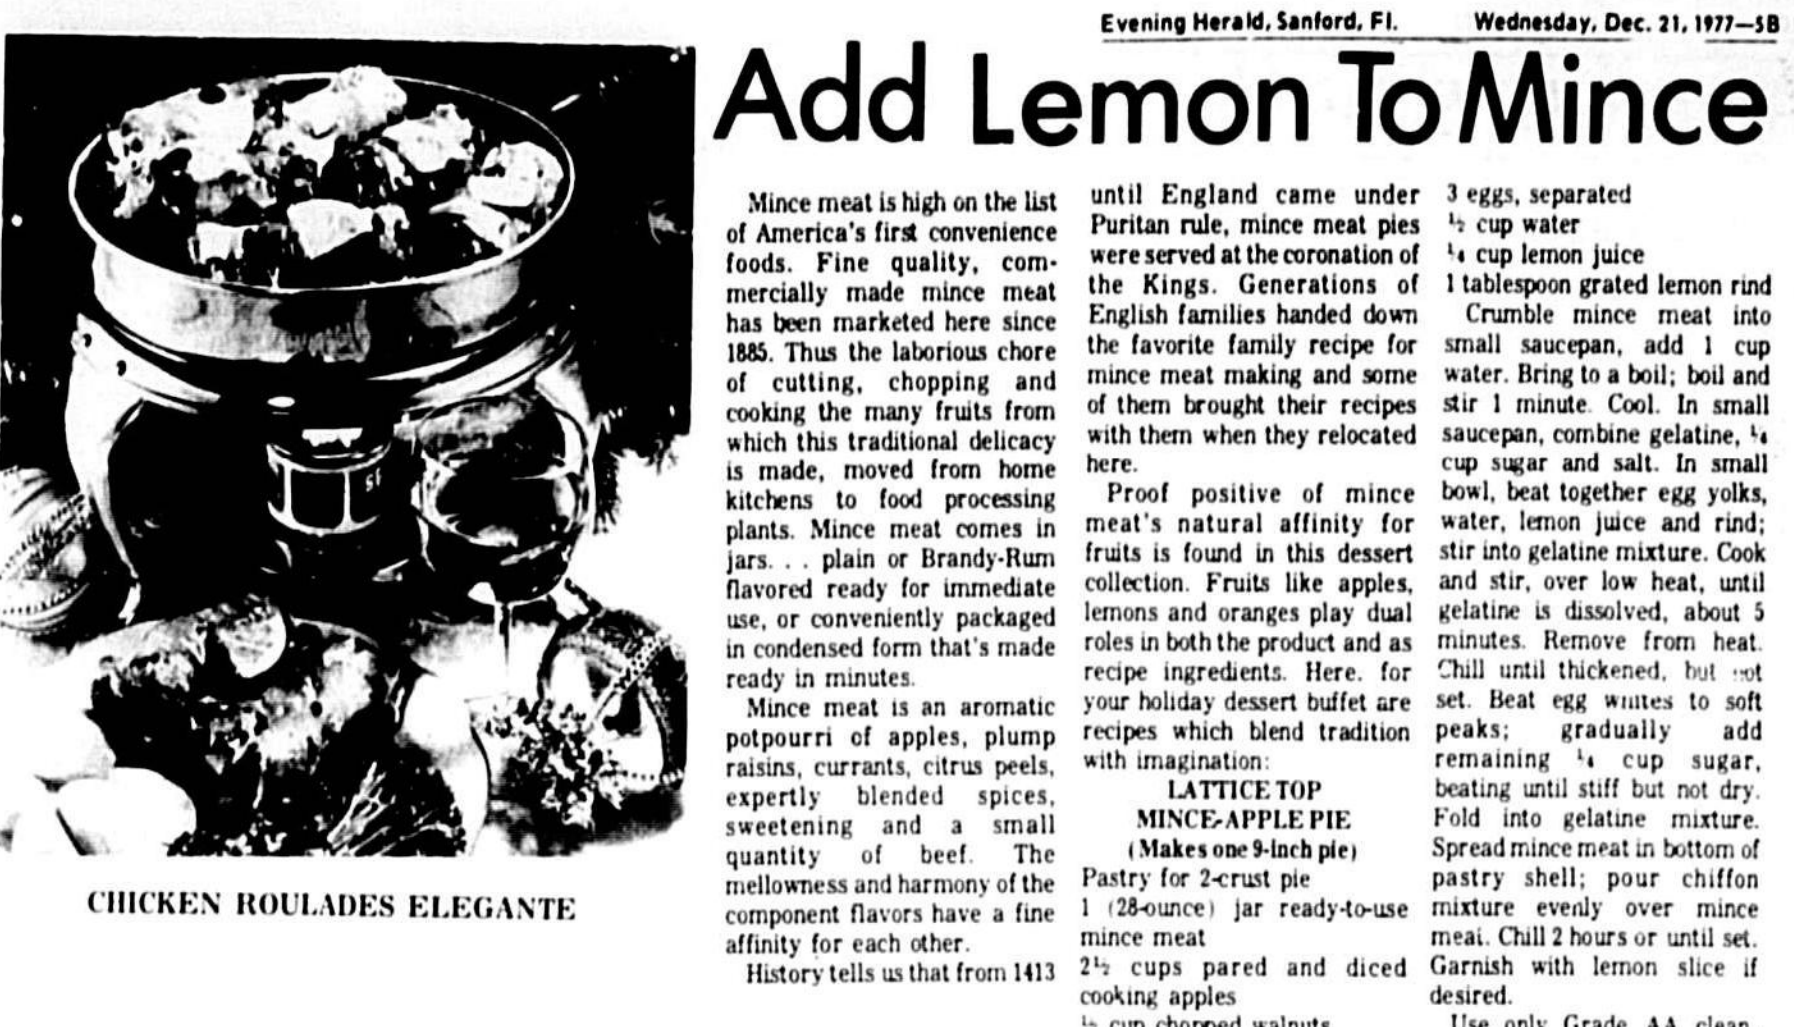 Evening Herald, Sanford, Fl. Wednesday, Dec. 21, 1977—5B
Add Lemon To Mince
CHICKEN ROULADES ELEGANTE
Mince meat is high on the list
of America's first convenience
foods. Fine quality, com-
mercially made mince meat
has been marketed here since
1885. Thus the laborious chore
of cutting, chopping and
cooking the many fruits from
which this traditional delicacy
is made, moved from home
kitchens to food processing
plants. Mince meat comes in
jars. . . plain or Brandy-Rum
flavored ready for immediate
use, or conveniently packaged
in condensed form that's made
ready in minutes.
Mince meat is an aromatic
potpourri of apples, plump
raisins, currants, citrus peels,
expertly blended spices,
sweetening and a small
quantity of beef. The
mellowness and harmony of the
component flavors have a fine
affinity for each other.
History tells us that from 1413
until England came under
Puritan rule, mince meat pies
were served at the coronation of
the Kings. Generations of
English families handed down
the favorite family recipe for
mince meat making and some
of them brought their recipes
with them when they relocated
here.
Proof positive of mince
meat's natural affinity for
fruits is found in this dessert
collection. Fruits like apples,
lemons and oranges play dual
roles in both the product and as
recipe ingredients. Here. for
your holiday dessert buffet are
recipes which blend tradition
with imagination:
LATTICE TOP
MINCE-APPLE PIE
(Makes one 9-inch pie)
Pastry for 2-crust pie
1 (28-ounce) jar ready-to-use
mince meat
2½ cups pared and diced
cooking apples
½ cup chopped walnuts
3 eggs, separated
½ cup water
¼ cup lemon juice
1 tablespoon grated lemon rind
Crumble mince meat into
small saucepan, add 1 cup
water. Bring to a boil; boil and
stir 1 minute. Cool. In small
saucepan, combine gelatine, ¼
cup sugar and salt. In small
bowl, beat together egg yolks,
water, lemon juice and rind;
stir into gelatine mixture. Cook
and stir, over low heat, until
gelatine is dissolved, about 5
minutes. Remove from heat.
Chill until thickened, but not
set. Beat egg whites to soft
peaks; gradually add
remaining ¼ cup sugar,
beating until stiff but not dry.
Fold into gelatine mixture.
Spread mince meat in bottom of
pastry shell; pour chiffon
mixture evenly over mince
meat. Chill 2 hours or until set.
Garnish with lemon slice if
desired.
Use only Grade AA clean-